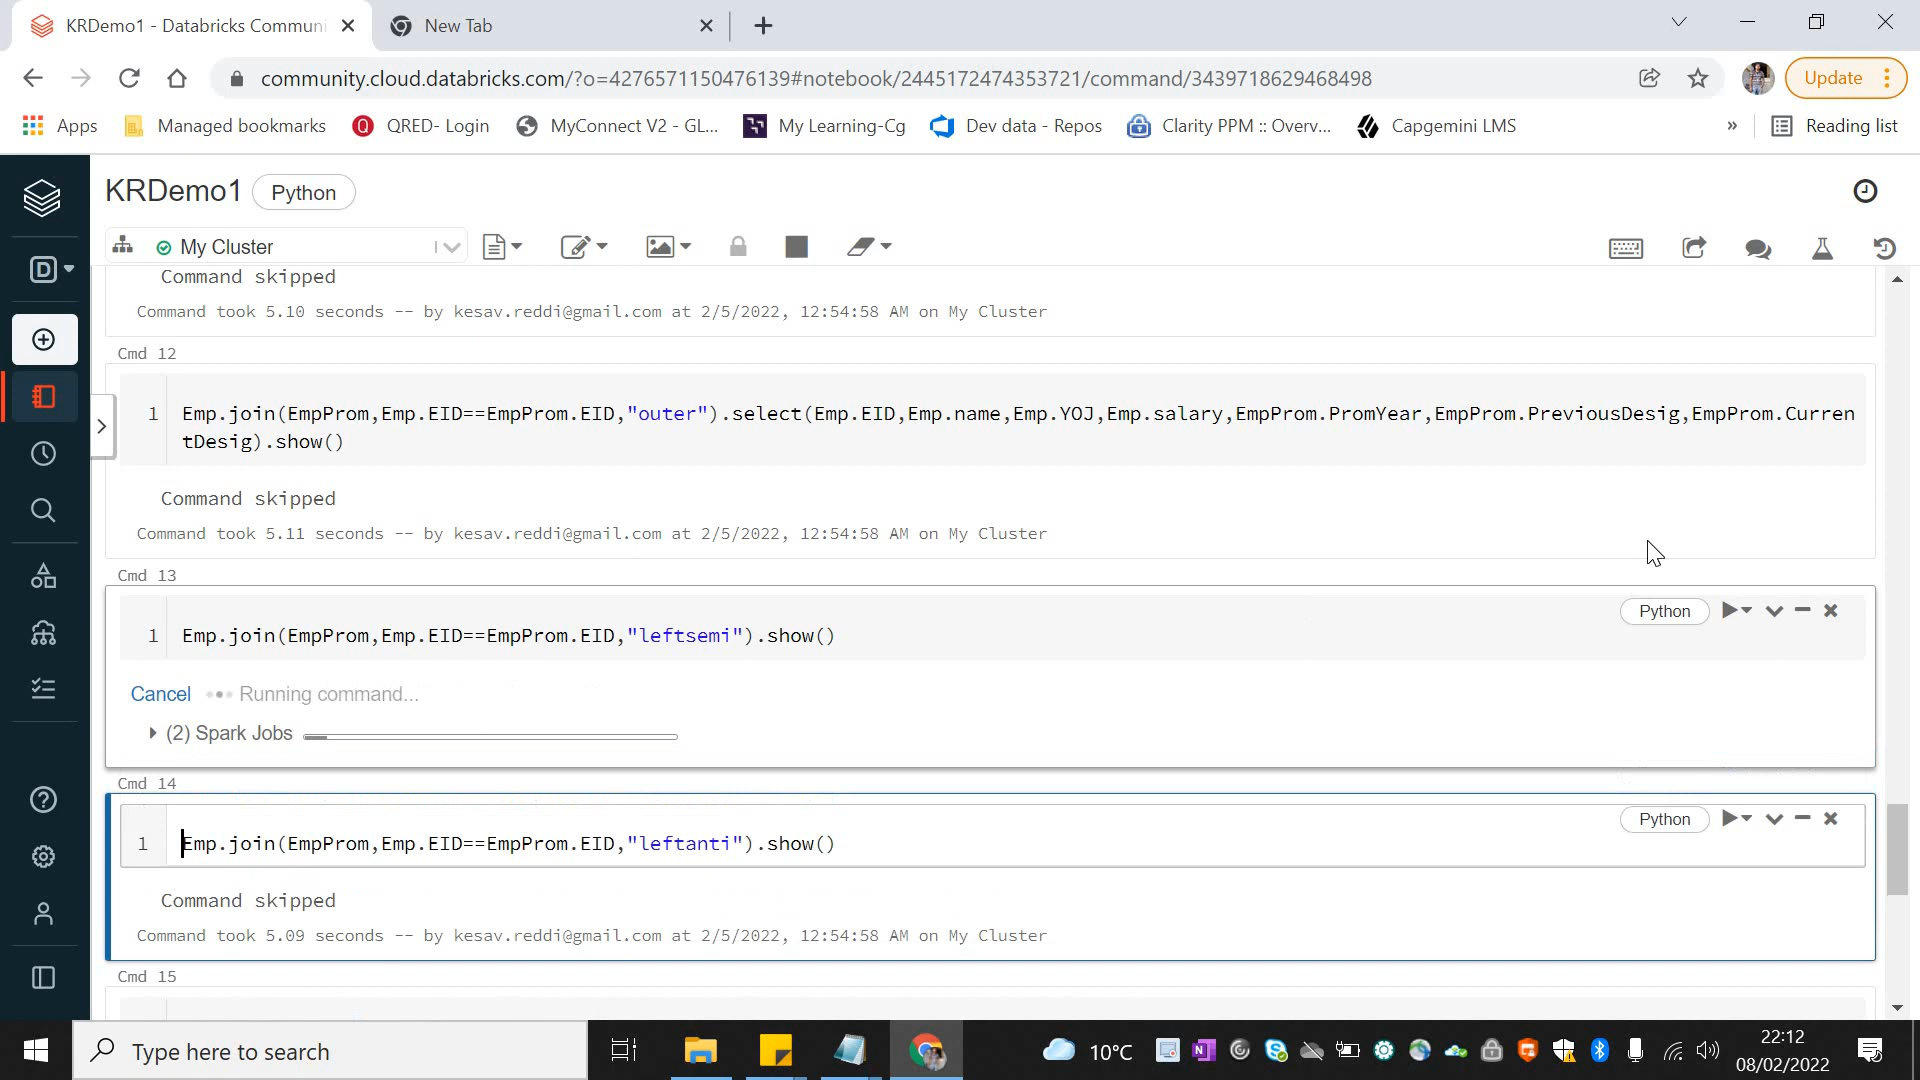 KRDemo1 - Databricks Communi
New Tab
community.cloud.databricks.com/?o=4276571150476139#notebook/2445172474353721/command/3439718629468498
Update
Apps
Managed bookmarks
QRED- Login
MyConnect V2 - GL...
My Learning-Cg
Dev data - Repos
Clarity PPM :: Overv...
Capgemini LMS
»
Reading list
KRDemo1
Python
My Cluster
D
Command skipped
Command took 5.10 seconds -- by kesav.reddi@gmail.com at 2/5/2022, 12:54:58 AM on My Cluster
Cmd 12
1
Emp.join(EmpProm,Emp.EID==EmpProm.EID,"outer").select(Emp.EID,Emp.name,Emp.YOJ,Emp.salary,EmpProm.PromYear,EmpProm.PreviousDesig,EmpProm.Curren
tDesig).show()
Command skipped
Command took 5.11 seconds -- by kesav.reddi@gmail.com at 2/5/2022, 12:54:58 AM on My Cluster
Cmd 13
Python
1
Emp.join(EmpProm,Emp.EID==EmpProm.EID,"leftsemi").show()
Cancel
Running command...
(2) Spark Jobs
Cmd 14
Python
1
Emp.join(EmpProm,Emp.EID==EmpProm.EID,"leftanti").show()
Command skipped
Command took 5.09 seconds -- by kesav.reddi@gmail.com at 2/5/2022, 12:54:58 AM on My Cluster
Cmd 15
Type here to search
10°C
22:12
08/02/2022